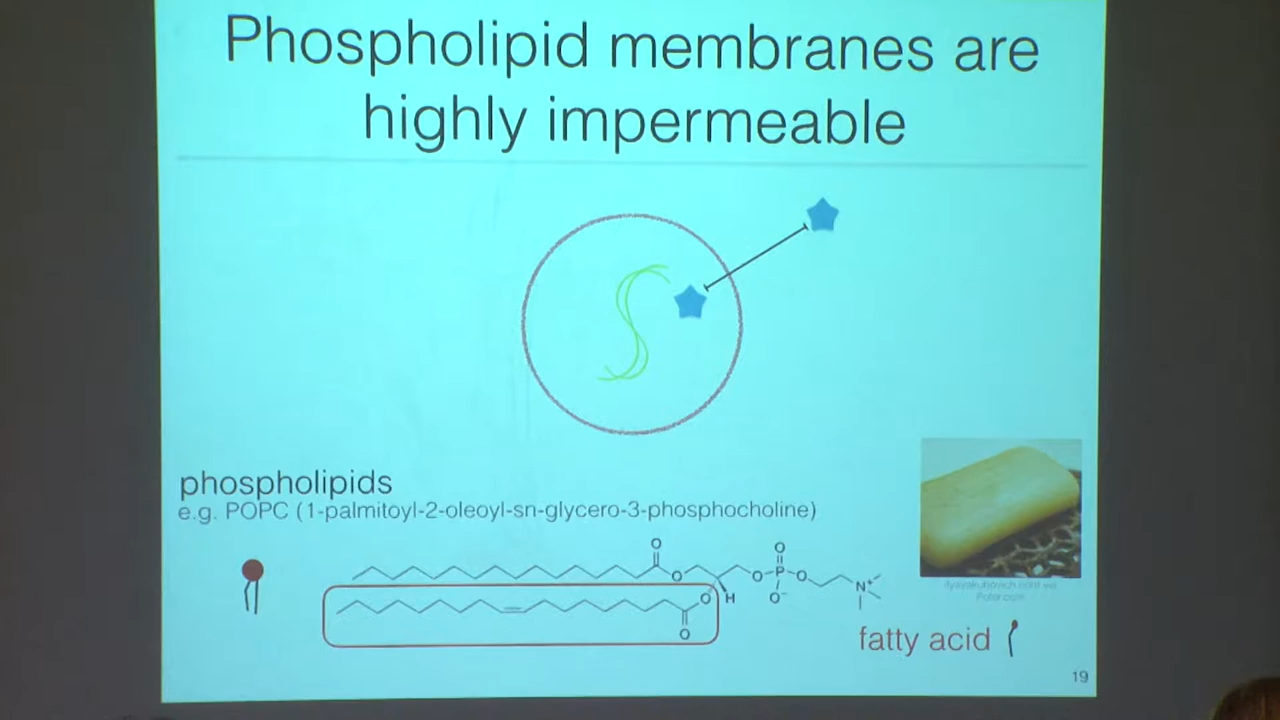 Phospholipid membranes are
highly impermeable
phospholipids
e.g. POPC (1-palmitoyl-2-oleoyl-sn-glycero-3-phosphocholine)
O
O
O
O
P
O
N+
O
H
O-
O
fatty acid
19